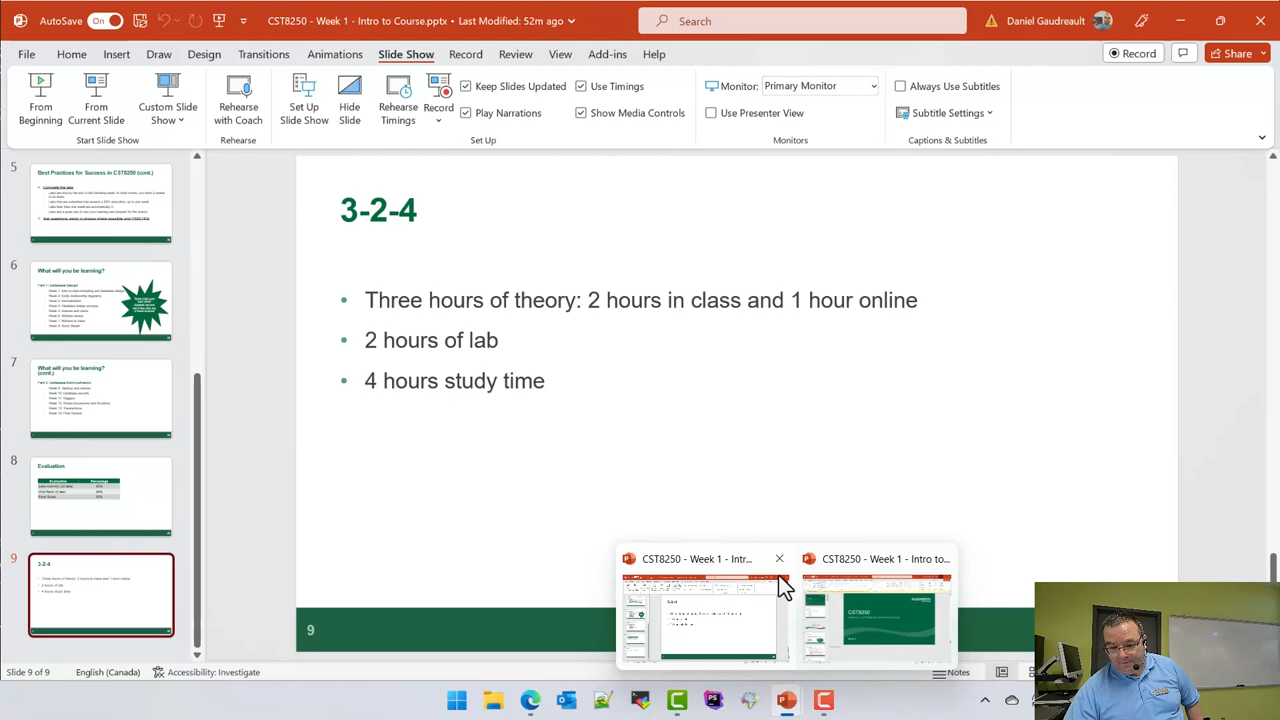 AutoSave On CST8250 - Week 1 - Intro to Course.pptx • Last Modified: 52m ago Search Daniel Gaudreault
File Home Insert Draw Design Transitions Animations Slide Show Record Review View Add-ins Help Record Share
From Beginning
From Current Slide
Custom Slide Show
Start Slide Show
Rehearse with Coach
Rehearse
Set Up Slide Show
Hide Slide
Rehearse Timings
Record
Keep Slides Updated
Use Timings
Play Narrations
Show Media Controls
Set Up
Monitor: Primary Monitor
Use Presenter View
Monitors
Always Use Subtitles
Subtitle Settings
Captions & Subtitles
5
Best Practices for Success in CST8250 (cont.)
6
What will you be learning?
7
What will you be learning?
(cont.)
8
Evaluation
Evaluation Percentage
9
3-2-4
3-2-4
• Three hours of theory: 2 hours in class and 1 hour online
• 2 hours of lab
• 4 hours study time
9
CST8250 - Week 1 - Intr...
CST8250 - Week 1 - Intro to...
CST8250
Slide 9 of 9 English (Canada) Accessibility: Investigate Notes